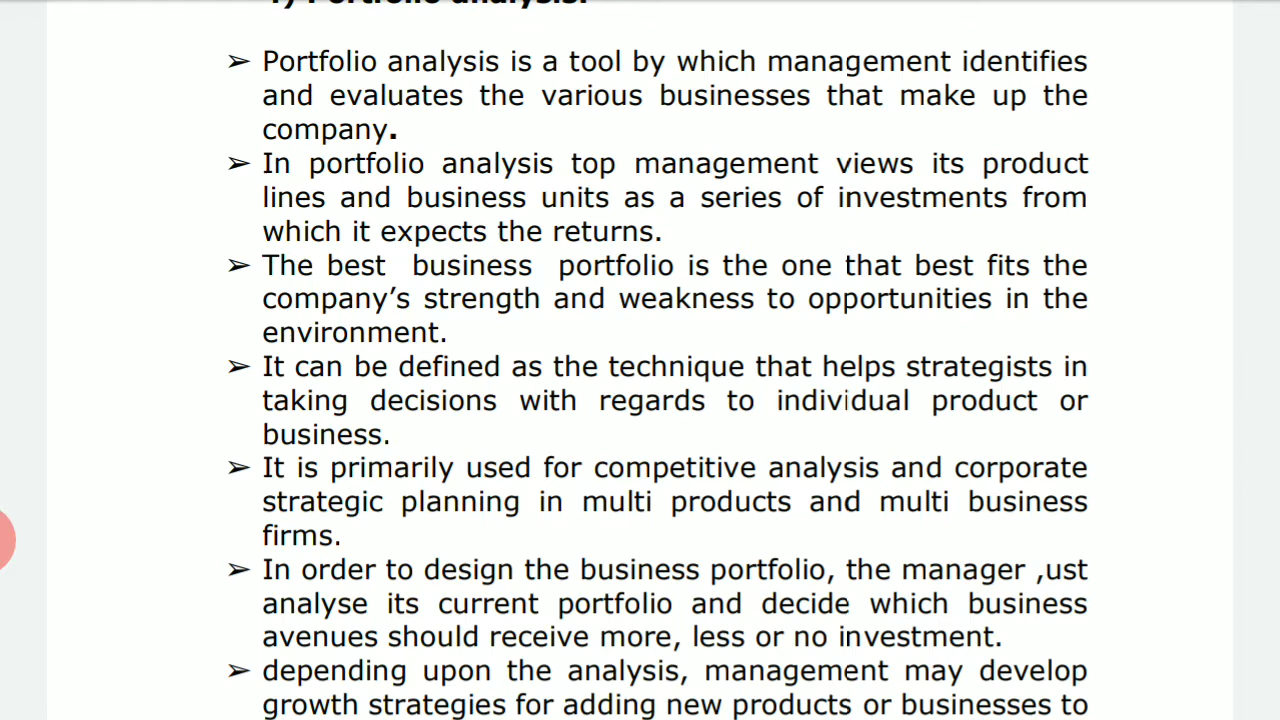 1) Portfolio analysis:
➢ Portfolio analysis is a tool by which management identifies
and evaluates the various businesses that make up the
company.
➢ In portfolio analysis top management views its product
lines and business units as a series of investments from
which it expects the returns.
➢ The best business portfolio is the one that best fits the
company’s strength and weakness to opportunities in the
environment.
➢ It can be defined as the technique that helps strategists in
taking decisions with regards to individual product or
business.
➢ It is primarily used for competitive analysis and corporate
strategic planning in multi products and multi business
firms.
➢ In order to design the business portfolio, the manager ,ust
analyse its current portfolio and decide which business
avenues should receive more, less or no investment.
➢ depending upon the analysis, management may develop
growth strategies for adding new products or businesses to